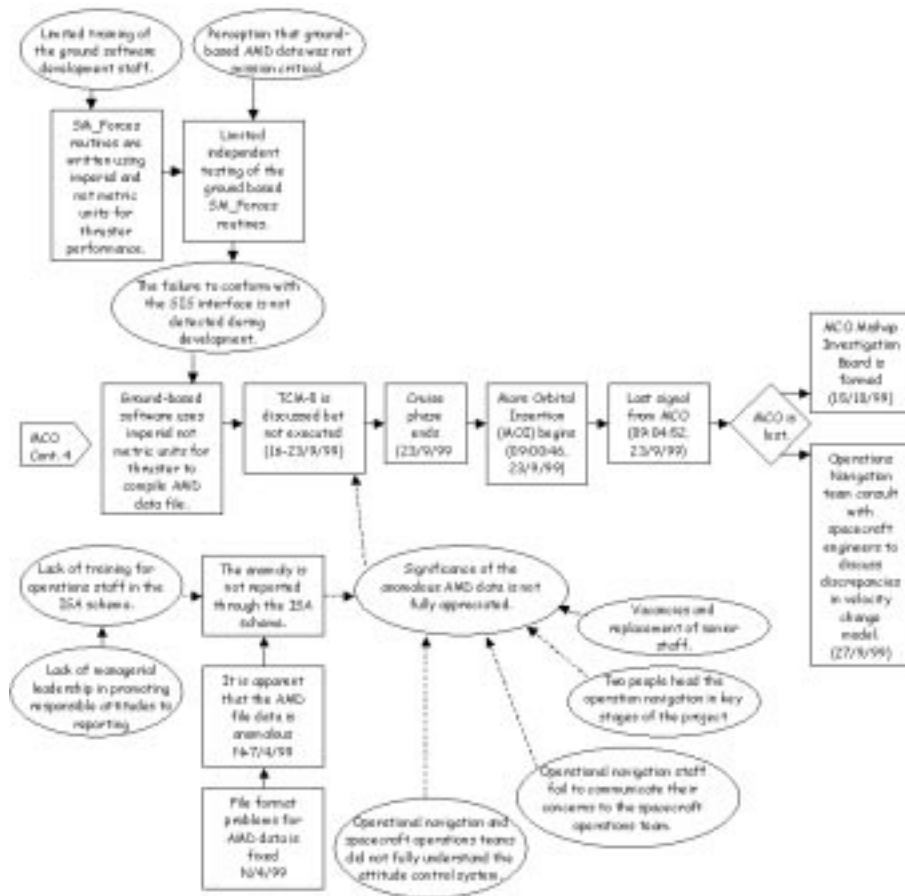 Limited training of
the ground software
development staff.
Perception that ground-
based AMD data was not
mission critical.
SM_Forces
routines are
written using
imperial and
not metric
units for
thruster
performance.
Limited
independent
testing of the
ground based
SM_Forces
routines.
The failure to conform with
the SIS interface is not
detected during
development.
MCO
Cont. 4
Ground-based
software uses
imperial not
metric units for
thruster to
compile AMD
data file.
TCM-5 is
discussed but
not executed
(16-23/9/99)
Cruise
phase
ends
(23/9/99
Mars Orbital
Insertion
(MOI) begins
(09:00:46,
23/9/99)
Last signal
from MCO
(09:04:52,
23/9/99)
MCO is
lost.
MCO Mishap
Investigation
Board is
formed
(15/10/99)
Operations
Navigation
team consult
with
spacecraft
engineers to
discuss
discrepancies
in velocity
change
model.
(27/9/99)
Lack of training for
operations staff in the
ISA scheme.
The anomaly is
not reported
through the ISA
scheme.
Significance of the
anomalous AMD data is not
fully appreciated.
Vacancies and
replacement of senior
staff.
Lack of managerial
leadership in promoting
responsible attitudes to
reporting
It is apparent
that the AMD
file data is
anomalous
Two people head the
operation navigation in key
stages of the project
File format
problems for
AMD data is
fixed
Operational navigation and
spacecraft operations teams
did not fully understand the
attitude control system.
Operational navigation staff
fail to communicate their
concerns to the spacecraft
operations team.